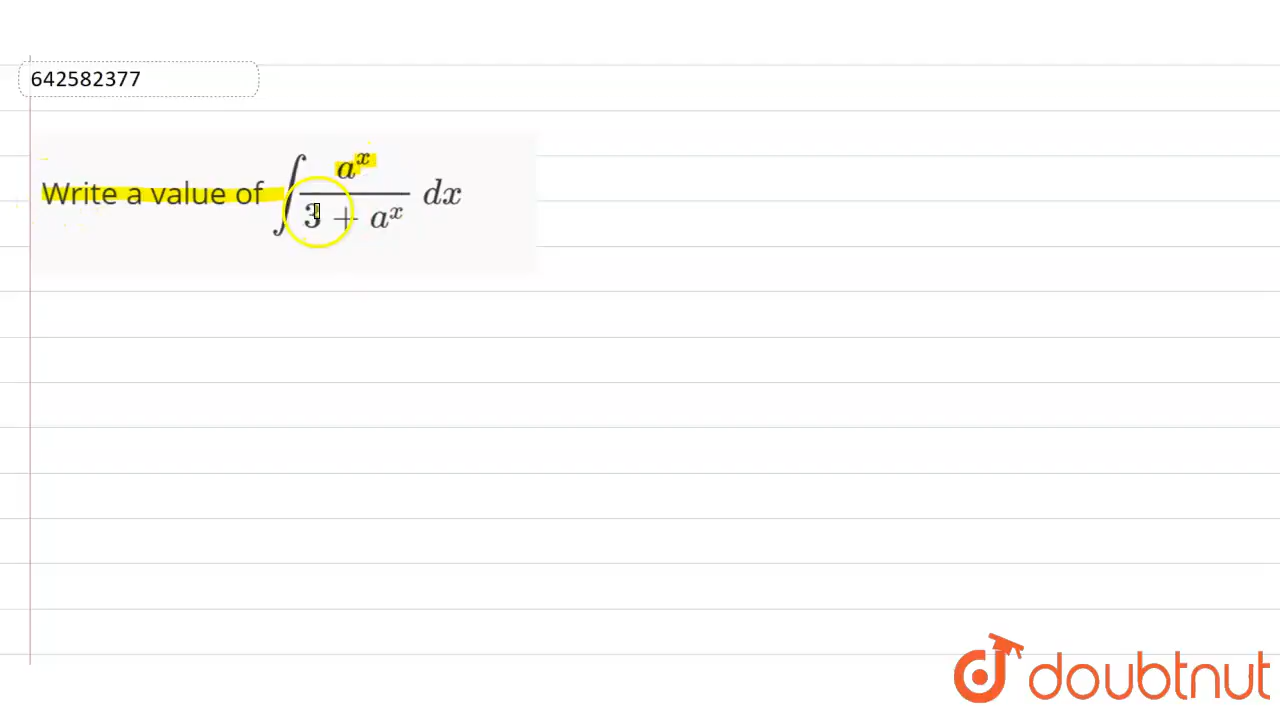 642582377
Write a value of ∫ a^x / (3 + a^x) dx
doubtnut